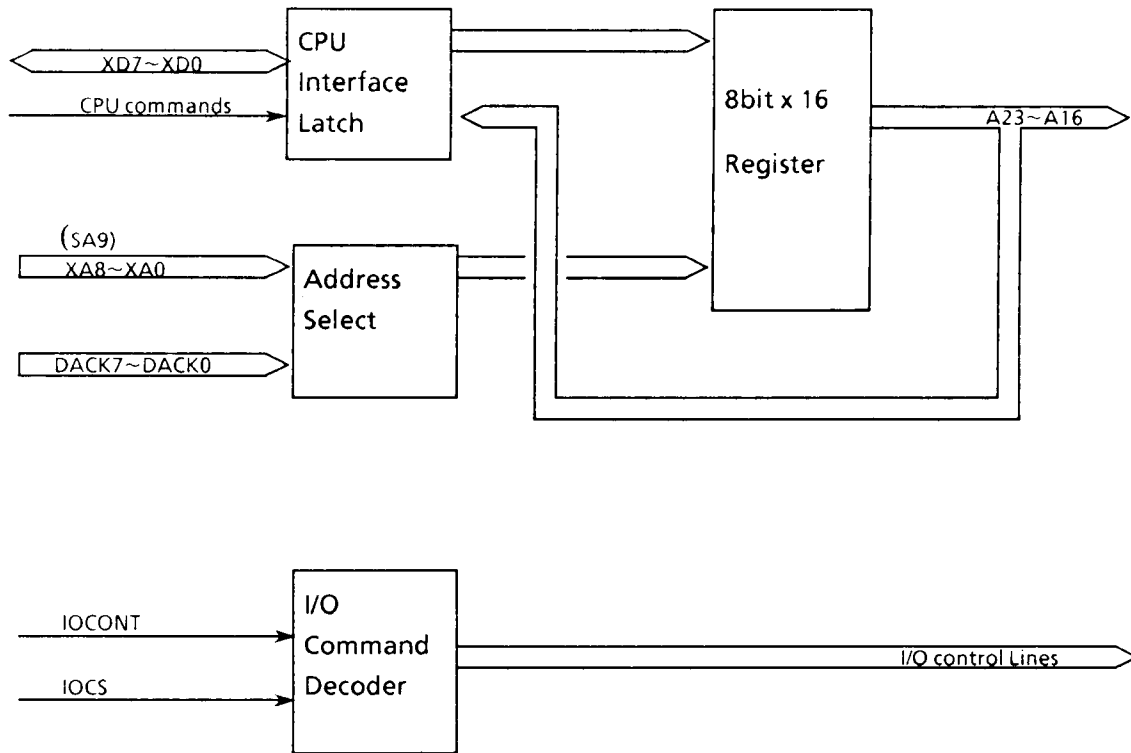 CPU
Interface
Latch
XD7~XD0
CPU commands
8bit x 16
Register
A23~A16
(SA9)
XA8~XA0
DACK7~DACK0
Address
Select
I/O
Command
Decoder
IOCONT
IOCS
I/O control Lines